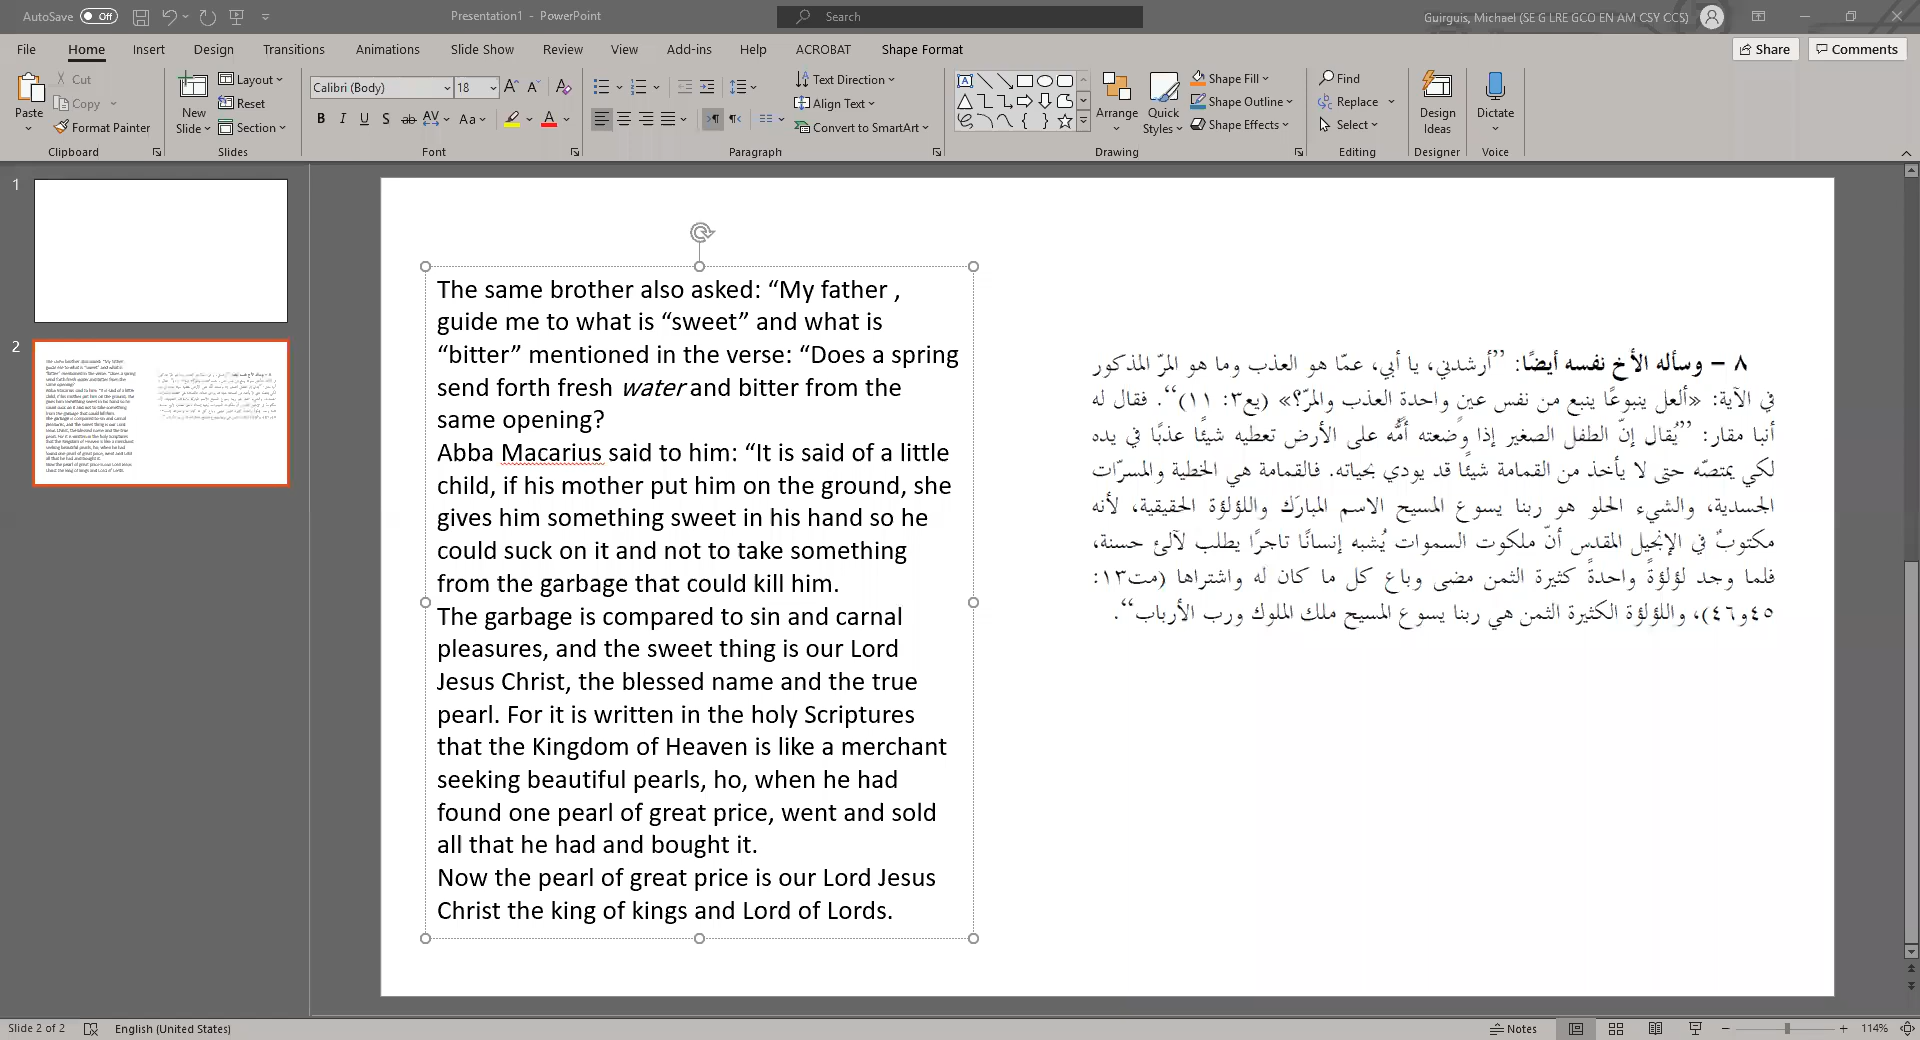 AutoSave Off
Presentation1 - PowerPoint
Search
Guirguis, Michael (SE G LRE GCO EN AM CSY CCS)
File Home Insert Design Transitions Animations Slide Show Review View Add-ins Help ACROBAT Shape Format
Share Comments
Paste
Cut
Copy
Format Painter
Clipboard
New Slide
Layout
Reset
Section
Slides
Calibri (Body) 18
B I U S ab AV Aa A
Font
Text Direction
Align Text
Convert to SmartArt
Paragraph
Arrange
Quick Styles
Shape Fill
Shape Outline
Shape Effects
Drawing
Find
Replace
Select
Editing
Design Ideas
Designer
Dictate
Voice
1
2
The same brother also asked: “My father ,
guide me to what is “sweet” and what is
“bitter” mentioned in the verse: “Does a spring
send forth fresh water and bitter from the
same opening?
Abba Macarius said to him: “It is said of a little
child, if his mother put him on the ground, she
gives him something sweet in his hand so he
could suck on it and not to take something
from the garbage that could kill him.
The garbage is compared to sin and carnal
pleasures, and the sweet thing is our Lord
Jesus Christ, the blessed name and the true
pearl. For it is written in the holy Scriptures
that the Kingdom of Heaven is like a merchant
seeking beautiful pearls, ho, when he had
found one pearl of great price, went and sold
all that he had and bought it.
Now the pearl of great price is our Lord Jesus
Christ the king of kings and Lord of Lords.
٨ – وسأله الأخ نفسه أيضًا: ’’أرشدني، يا أبي، عمّا هو العذب وما هو المرّ المذكور
في الآية: «ألعل ينبوعًا ينبع من نفس عينٍ واحدةٍ العذب والمرّ؟» (يع٣: ١١)‘‘. فقال له
أنبا مقار: ’’يُقال إنّ الطفل الصغير إذا وضعته أمُّه على الأرض تعطيه شيئًا عذبًا في يده
لكي يمتصّه حتى لا يأخذ من القمامة شيئًا قد يودي بحياته. فالقمامة هي الخطية والمسرّات
الجسدية، والشيء الحلو هو ربنا يسوع المسيح الاسم المبارَك واللؤلؤة الحقيقية، لأنه
مكتوبٌ في الإنجيل المقدس أنّ ملكوت السموات يُشبه إنسانًا تاجرًا يطلب لآلئ حسنة،
فلما وجد لؤلؤةً واحدةً كثيرة الثمن مضى وباع كل ما كان له واشتراها (مت١٣:
٤٥و٤٦)، واللؤلؤة الكثيرة الثمن هي ربنا يسوع المسيح ملك الملوك ورب الأرباب‘‘.
Slide 2 of 2
English (United States)
Notes
114%